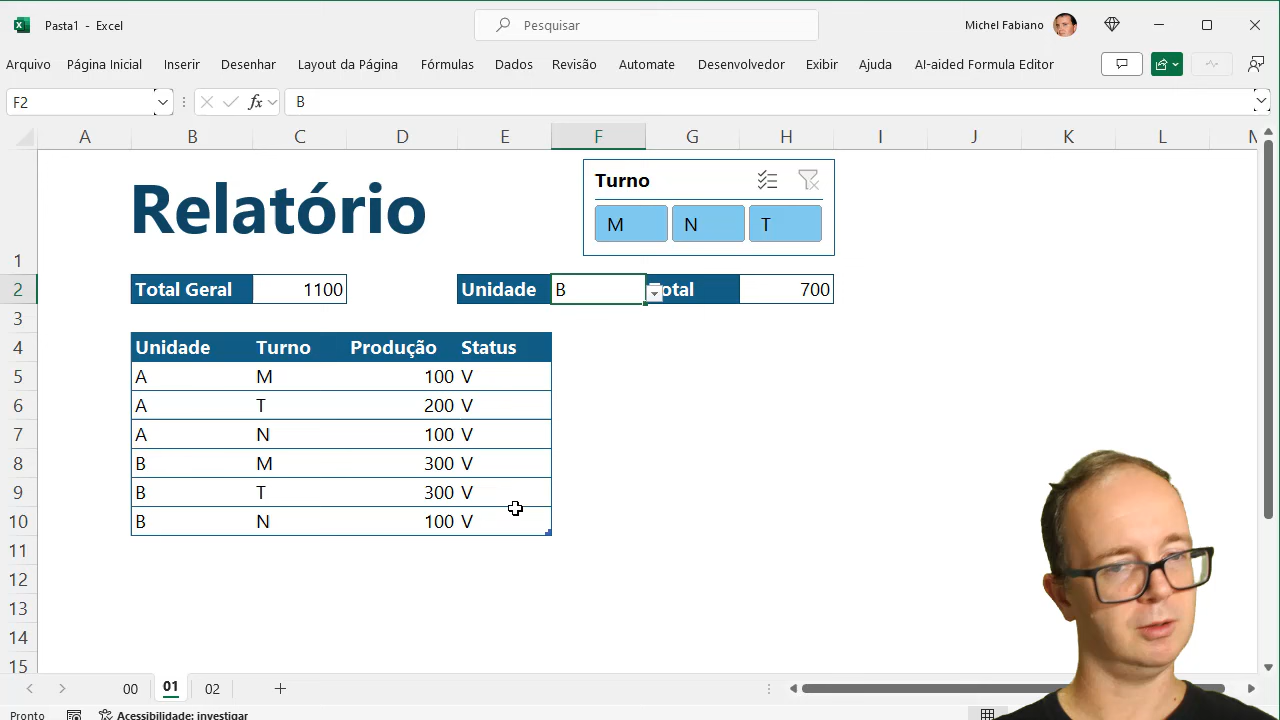 Pasta1 - Excel
Pesquisar
Michel Fabiano
Arquivo Página Inicial Inserir Desenhar Layout da Página Fórmulas Dados Revisão Automate Desenvolvedor Exibir Ajuda AI-aided Formula Editor
F2 fx B
A B C D E F G H I J K L M
Turno
M N T
1 Relatório
2 Total Geral 1100 Unidade B Total 700
3
4 Unidade Turno Produção Status
5 A M 100 V
6 A T 200 V
7 A N 100 V
8 B M 300 V
9 B T 300 V
10 B N 100 V
11
12
13
14
15
00 01 02
Pronto Acessibilidade: investigar